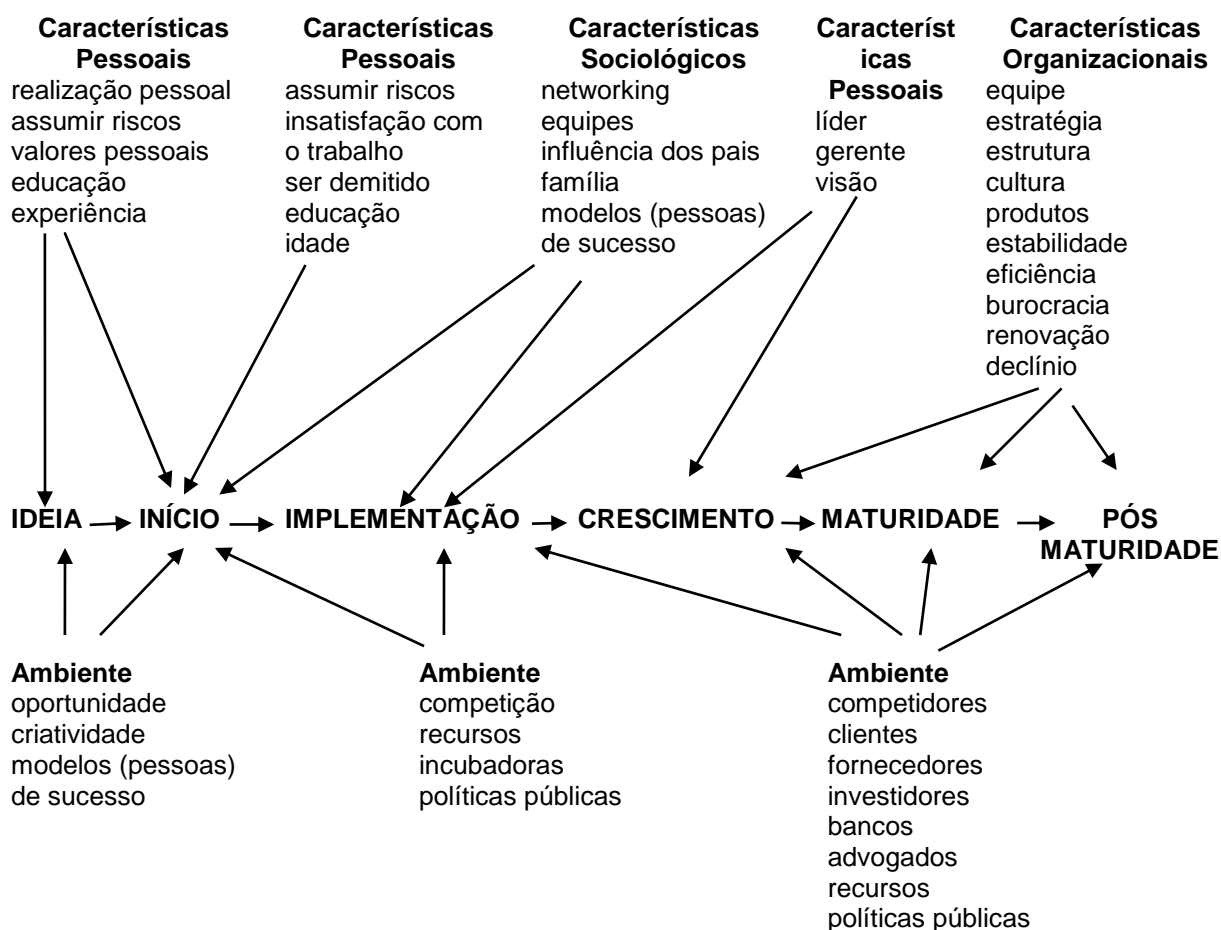 Características
Pessoais
realização pessoal
assumir riscos
valores pessoais
educação
experiência
Características
Pessoais
assumir riscos
insatisfação com
o trabalho
ser demitido
educação
idade
Características
Sociológicos
networking
equipes
influência dos pais
família
modelos (pessoas)
de sucesso
Característ
icas
Pessoais
líder
gerente
visão
Características
Organizacionais
equipe
estratégia
estrutura
cultura
produtos
estabilidade
eficiência
burocracia
renovação
declínio
IDEIA INÍCIO IMPLEMENTAÇÃO CRESCIMENTO MATURIDADE PÓS
MATURIDADE
Ambiente
oportunidade
criatividade
modelos (pessoas)
de sucesso
Ambiente
competição
recursos
incubadoras
políticas públicas
Ambiente
competidores
clientes
fornecedores
investidores
bancos
advogados
recursos
políticas públicas